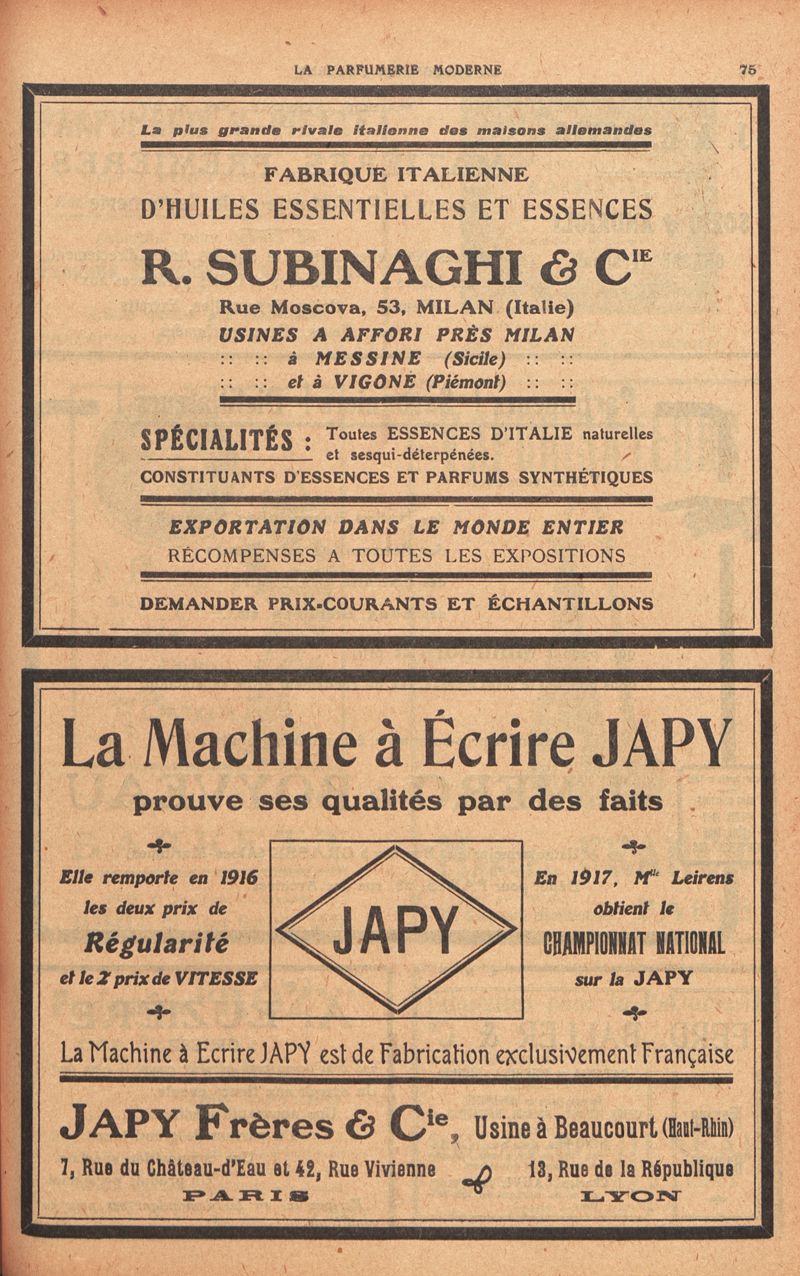 LA PARFUMERIE MODERNE 75
La plus grande rivale italienne des maisons allemandes
FABRIQUE ITALIENNE
D'HUILES ESSENTIELLES ET ESSENCES
R. SUBINAGHI & CIE
Rue Moscova, 53, MILAN (Italie)
USINES A AFFORI PRÈS MILAN
:: :: à MESSINE (Sicile) :: ::
:: :: et à VIGONE (Piémont) :: ::
SPÉCIALITÉS : Toutes ESSENCES D'ITALIE naturelles
et sesqui-déterpénées.
CONSTITUANTS D'ESSENCES ET PARFUMS SYNTHÉTIQUES
EXPORTATION DANS LE MONDE ENTIER
RÉCOMPENSES A TOUTES LES EXPOSITIONS
DEMANDER PRIX-COURANTS ET ÉCHANTILLONS
La Machine à Écrire JAPY
prouve ses qualités par des faits
Elle remporte en 1916
les deux prix de
Régularité
et le 2e prix de VITESSE
JAPY
En 1917, Mlle Leirens
obtient le
CHAMPIONNAT NATIONAL
sur la JAPY
La Machine à Ecrire JAPY est de Fabrication exclusivement Française
JAPY Frères & Cie, Usine à Beaucourt (Haut-Rhin)
7, Rue du Château-d'Eau et 42, Rue Vivienne
PARIS
13, Rue de la République
LYON